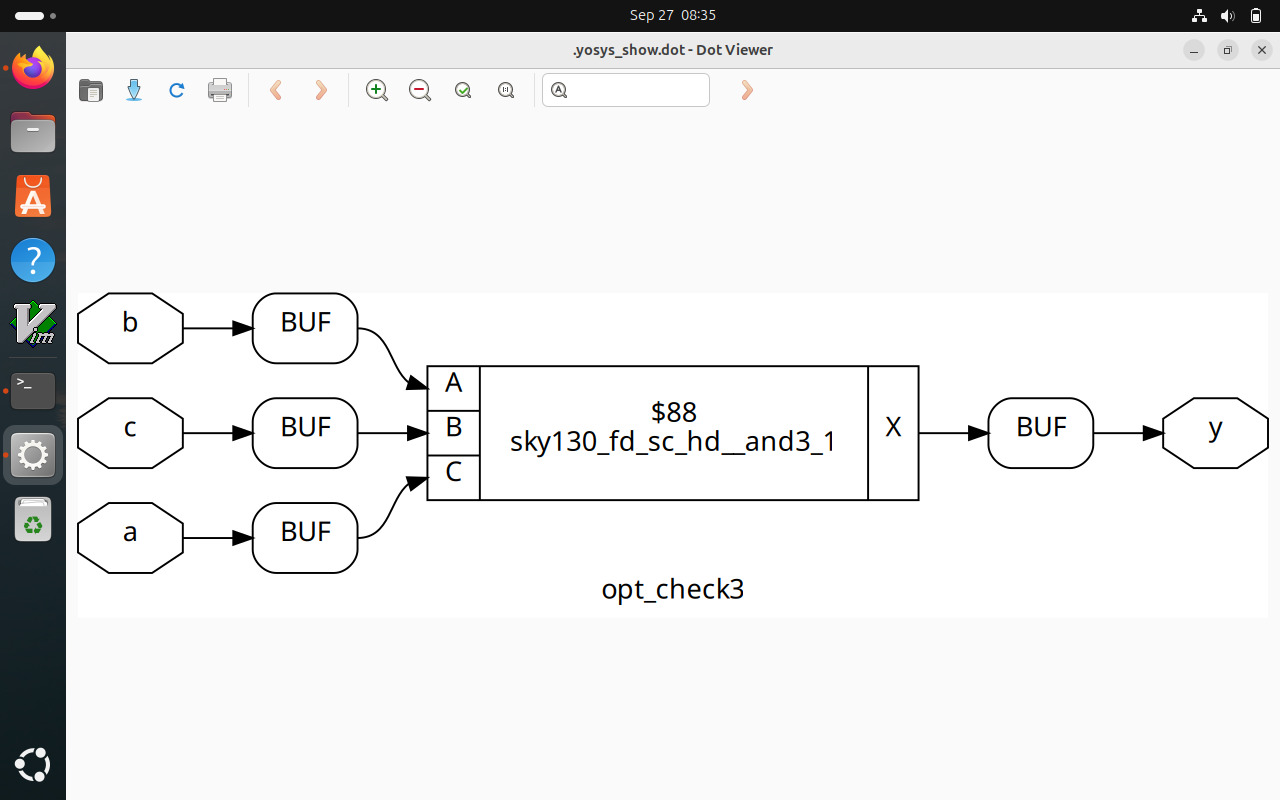 Sep 27 08:35
.yosys_show.dot - Dot Viewer
b
BUF
c
BUF
a
BUF
A
B
C
$88
sky130_fd_sc_hd__and3_1
X
BUF
y
opt_check3